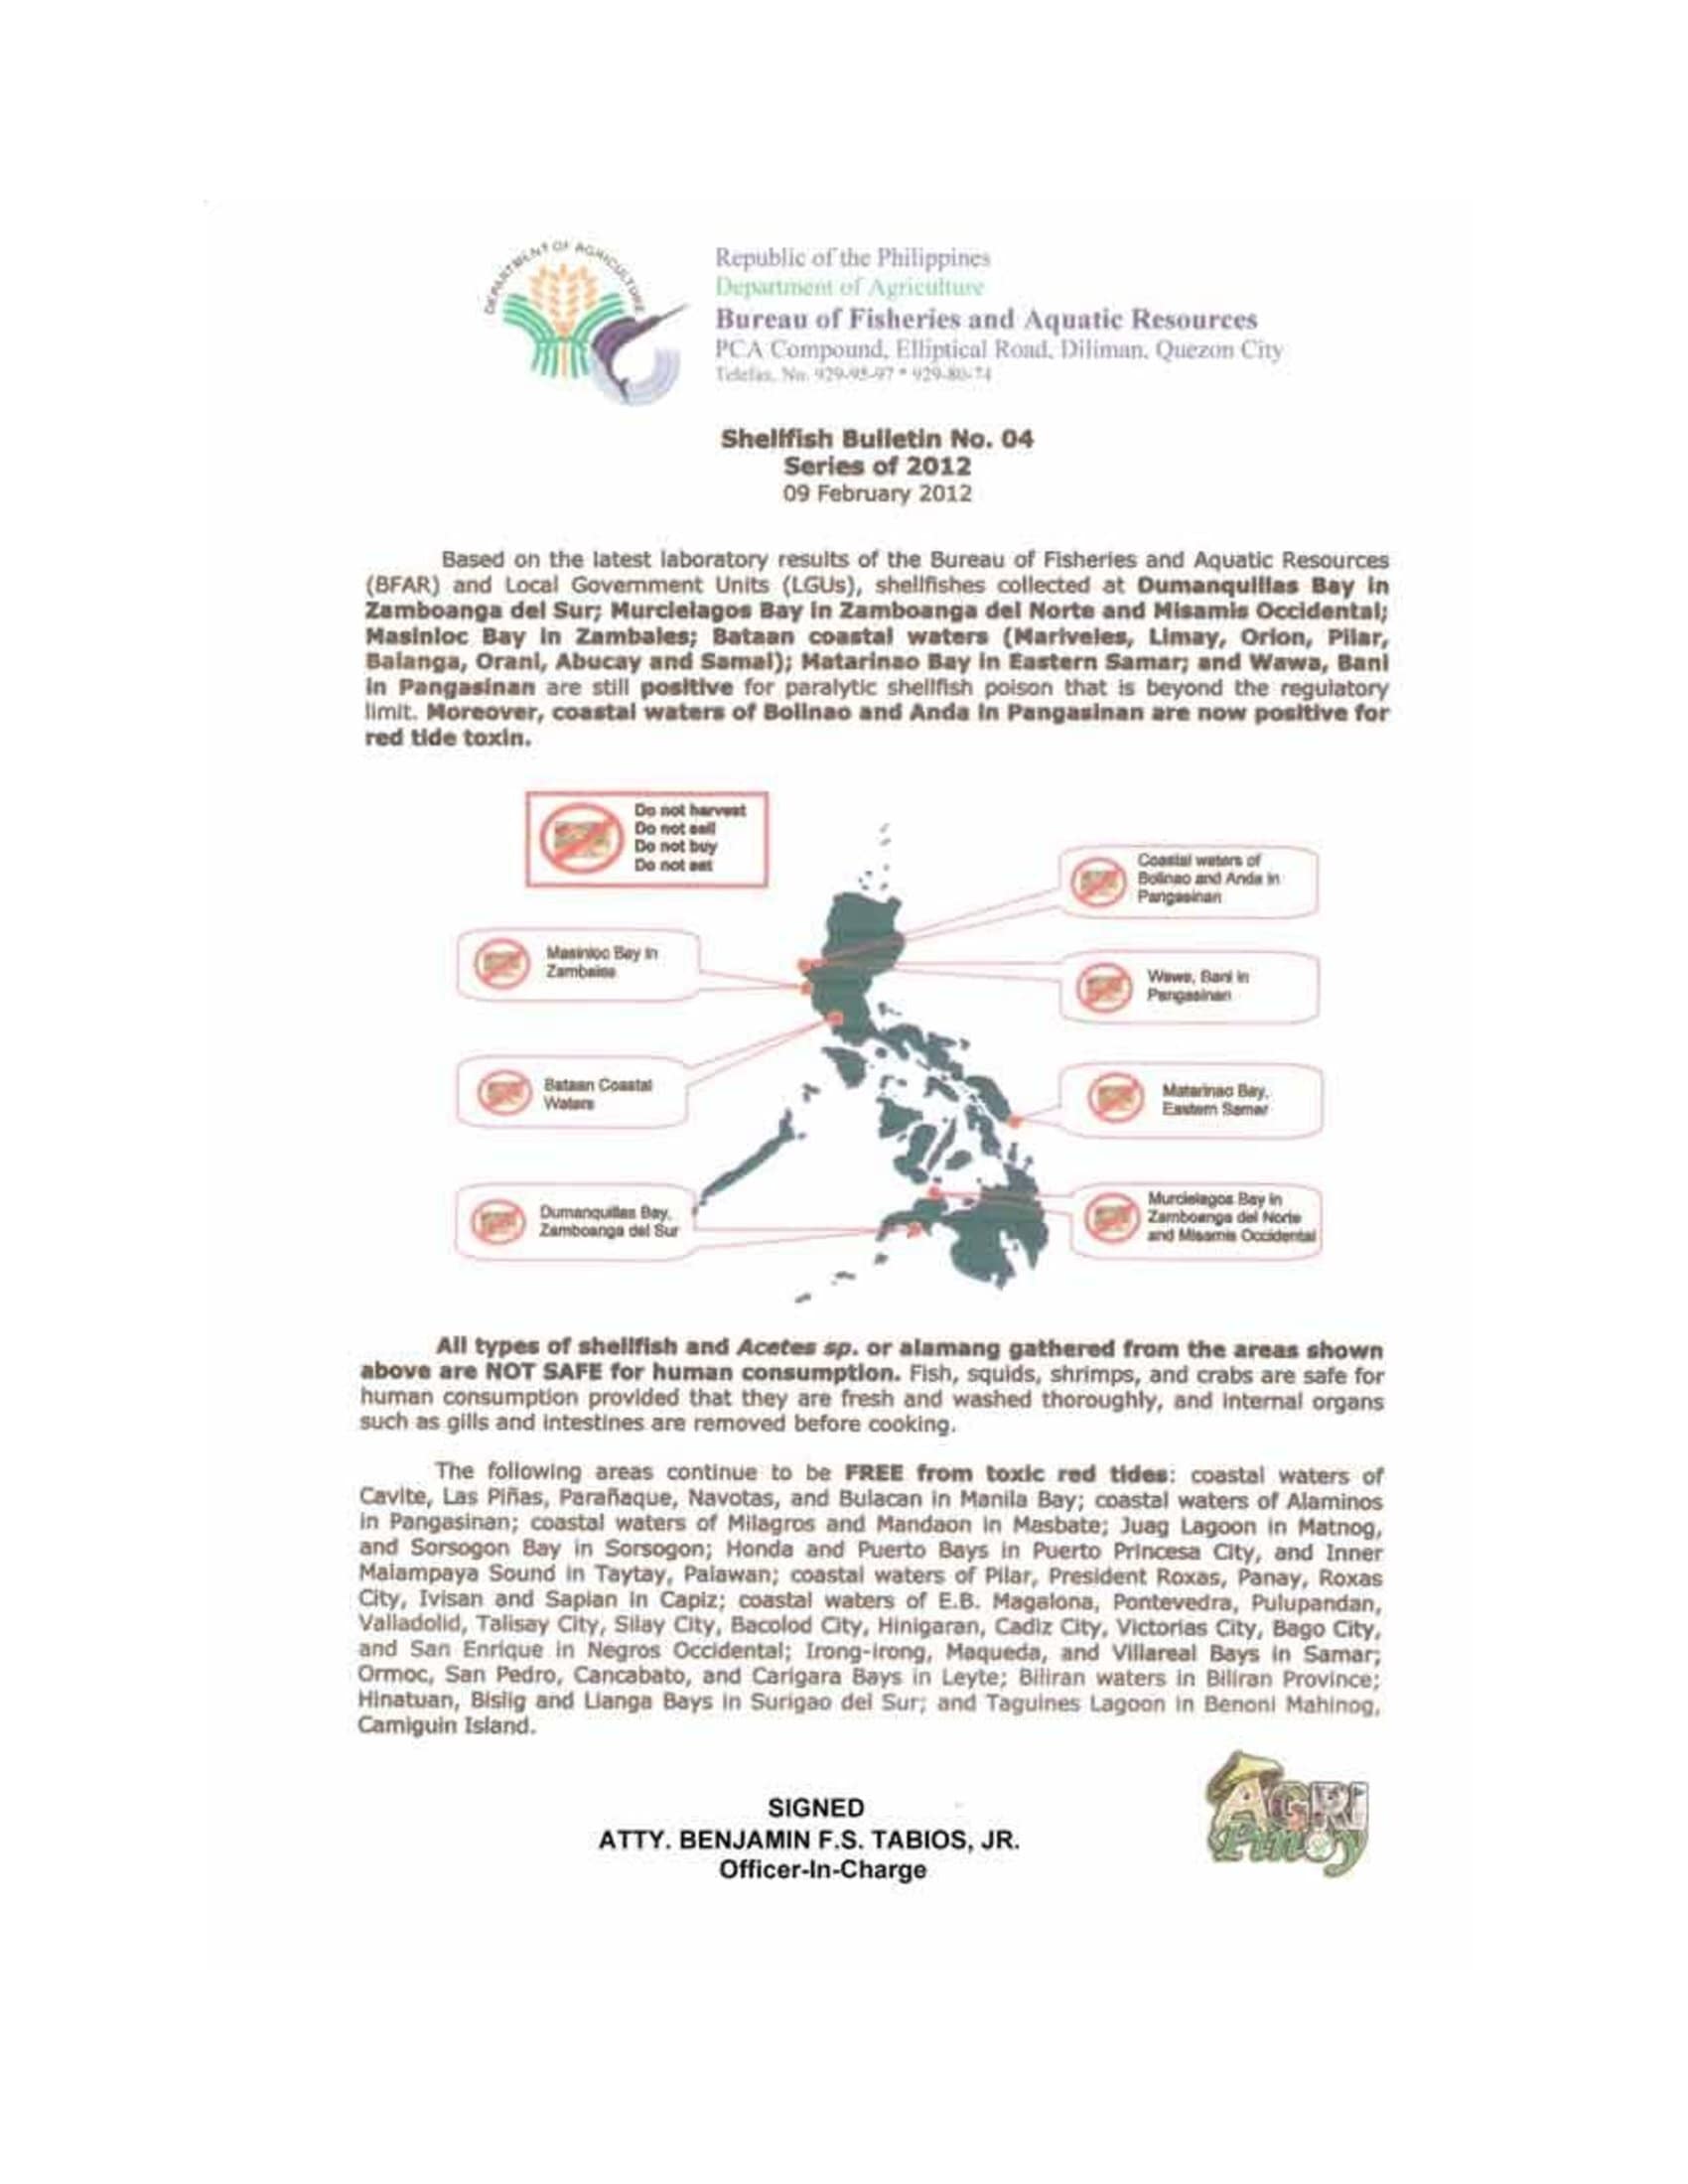 DEPARTMENT OF AGRICULTURE
Republic of the Philippines
Department of Agriculture
Bureau of Fisheries and Aquatic Resources
PCA Compound, Elliptical Road, Diliman, Quezon City
Telefax. No. 929-95-97 * 929-80-74
Shellfish Bulletin No. 04
Series of 2012
09 February 2012
Based on the latest laboratory results of the Bureau of Fisheries and Aquatic Resources
(BFAR) and Local Government Units (LGUs), shellfishes collected at Dumanquillas Bay in
Zamboanga del Sur; Murcielagos Bay in Zamboanga del Norte and Misamis Occidental;
Masinloc Bay in Zambales; Bataan coastal waters (Mariveles, Limay, Orion, Pilar,
Balanga, Orani, Abucay and Samal); Matarinao Bay in Eastern Samar; and Wawa, Bani
in Pangasinan are still positive for paralytic shellfish poison that is beyond the regulatory
limit. Moreover, coastal waters of Bolinao and Anda in Pangasinan are now positive for
red tide toxin.
Do not harvest
Do not sell
Do not buy
Do not eat
Coastal waters of
Bolinao and Anda in
Pangasinan
Masinloc Bay in
Zambales
Wawa, Bani in
Pangasinan
Bataan Coastal
Waters
Matarinao Bay,
Eastern Samar
Dumanquillas Bay,
Zamboanga del Sur
Murcielagos Bay in
Zamboanga del Norte
and Misamis Occidental
All types of shellfish and Acetes sp. or alamang gathered from the areas shown
above are NOT SAFE for human consumption. Fish, squids, shrimps, and crabs are safe for
human consumption provided that they are fresh and washed thoroughly, and internal organs
such as gills and intestines are removed before cooking.
The following areas continue to be FREE from toxic red tides: coastal waters of
Cavite, Las Piñas, Parañaque, Navotas, and Bulacan in Manila Bay; coastal waters of Alaminos
in Pangasinan; coastal waters of Milagros and Mandaon in Masbate; Juag Lagoon in Matnog,
and Sorsogon Bay in Sorsogon; Honda and Puerto Bays in Puerto Princesa City, and Inner
Malampaya Sound in Taytay, Palawan; coastal waters of Pilar, President Roxas, Panay, Roxas
City, Ivisan and Sapian in Capiz; coastal waters of E.B. Magalona, Pontevedra, Pulupandan,
Valladolid, Talisay City, Silay City, Bacolod City, Hinigaran, Cadiz City, Victorias City, Bago City,
and San Enrique in Negros Occidental; Irong-irong, Maqueda, and Villareal Bays in Samar;
Ormoc, San Pedro, Cancabato, and Carigara Bays in Leyte; Biliran waters in Biliran Province;
Hinatuan, Bislig and Lianga Bays in Surigao del Sur; and Taguines Lagoon in Benoni Mahinog,
Camiguin Island.
SIGNED
ATTY. BENJAMIN F.S. TABIOS, JR.
Officer-In-Charge
AGRI
Pinoy